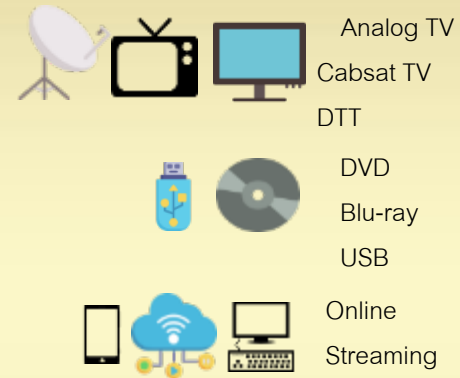 Analog TV
Cabsat TV
DTT
DVD
Blu-ray
USB
Online
Streaming